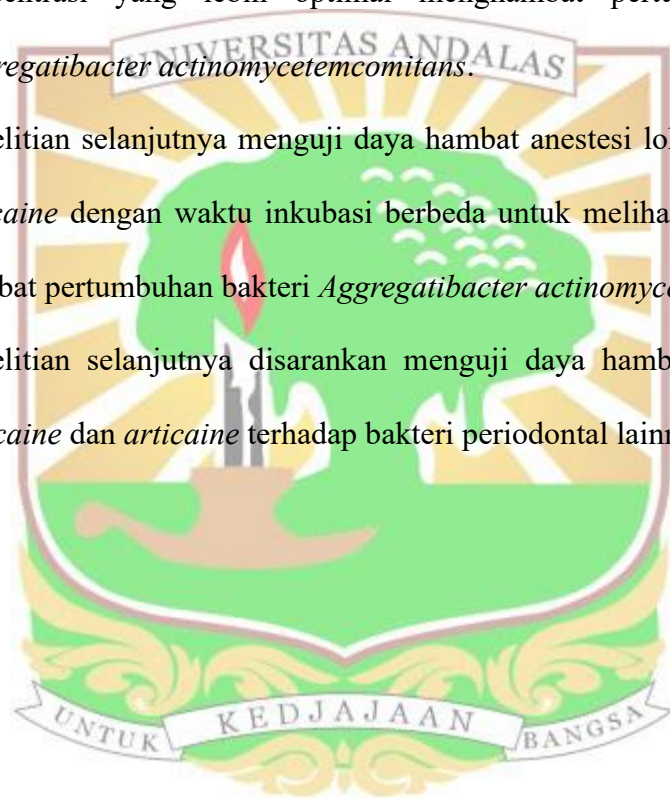 entrasi yang lebih optimal menghambat pert
UNIVERSITAS ANDALAS
regatibacter actinomycetemcomitans.
elitian selanjutnya menguji daya hambat anestesi lo
caine dengan waktu inkubasi berbeda untuk meliha
bat pertumbuhan bakteri Aggregatibacter actinomyc
elitian selanjutnya disarankan menguji daya hamb
caine dan articaine terhadap bakteri periodontal lain
UNTUK KEDJAJAAN BANGSA